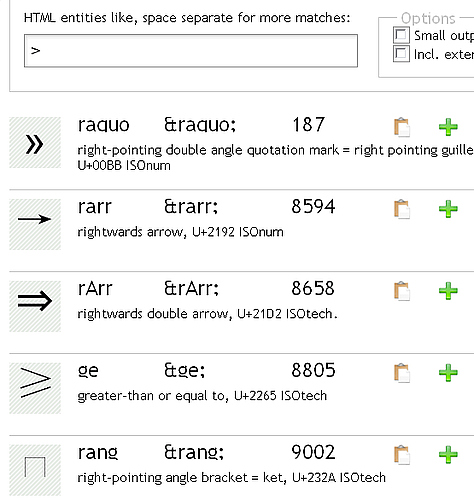 HTML entities like, space separate for more matches:
Options
Small outp
Incl. exter
>
» raquo &raquo; 187
right-pointing double angle quotation mark = right pointing guille
U+00BB ISOnum
→ rarr &rarr; 8594
rightwards arrow, U+2192 ISOnum
⇒ rArr &rArr; 8658
rightwards double arrow, U+21D2 ISOtech.
≥ ge &ge; 8805
greater-than or equal to, U+2265 ISOtech
rang &rang; 9002
right-pointing angle bracket = ket, U+232A ISOtech